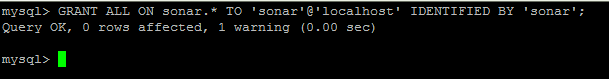 mysql> GRANT ALL ON sonar.* TO 'sonar'@'localhost' IDENTIFIED BY 'sonar';
Query OK, 0 rows affected, 1 warning (0.00 sec)
mysql>